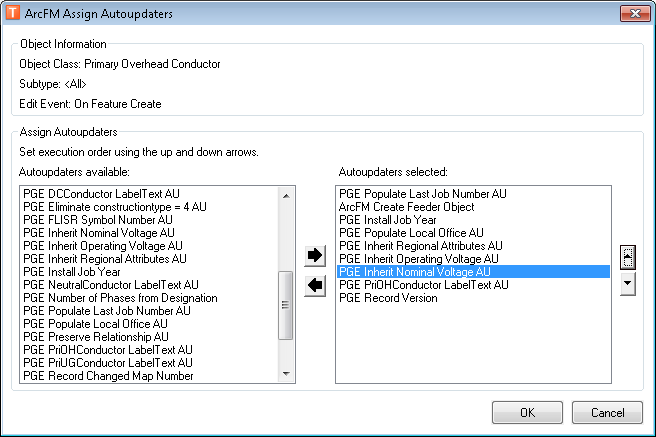 T ArcFM Assign Autoupdaters
Object Information
Object Class: Primary Overhead Conductor
Subtype: <All>
Edit Event: On Feature Create
Assign Autoupdaters
Set execution order using the up and down arrows.
Autoupdaters available:
PGE DCConductor LabelText AU
PGE Eliminate constructiontype = 4 AU
PGE FLISR Symbol Number AU
PGE Inherit Nominal Voltage AU
PGE Inherit Operating Voltage AU
PGE Inherit Regional Attributes AU
PGE Install Job Year
PGE NeutralConductor LabelText AU
PGE Number of Phases from Designation
PGE Populate Last Job Number AU
PGE Populate Local Office AU
PGE Preserve Relationship AU
PGE PriOHConductor LabelText AU
PGE PriUGConductor LabelText AU
PGE Record Changed Map Number
Autoupdaters selected:
PGE Populate Last Job Number AU
ArcFM Create Feeder Object
PGE Install Job Year
PGE Populate Local Office AU
PGE Inherit Regional Attributes AU
PGE Inherit Operating Voltage AU
PGE Inherit Nominal Voltage AU
PGE PriOHConductor LabelText AU
PGE Record Version
OK
Cancel